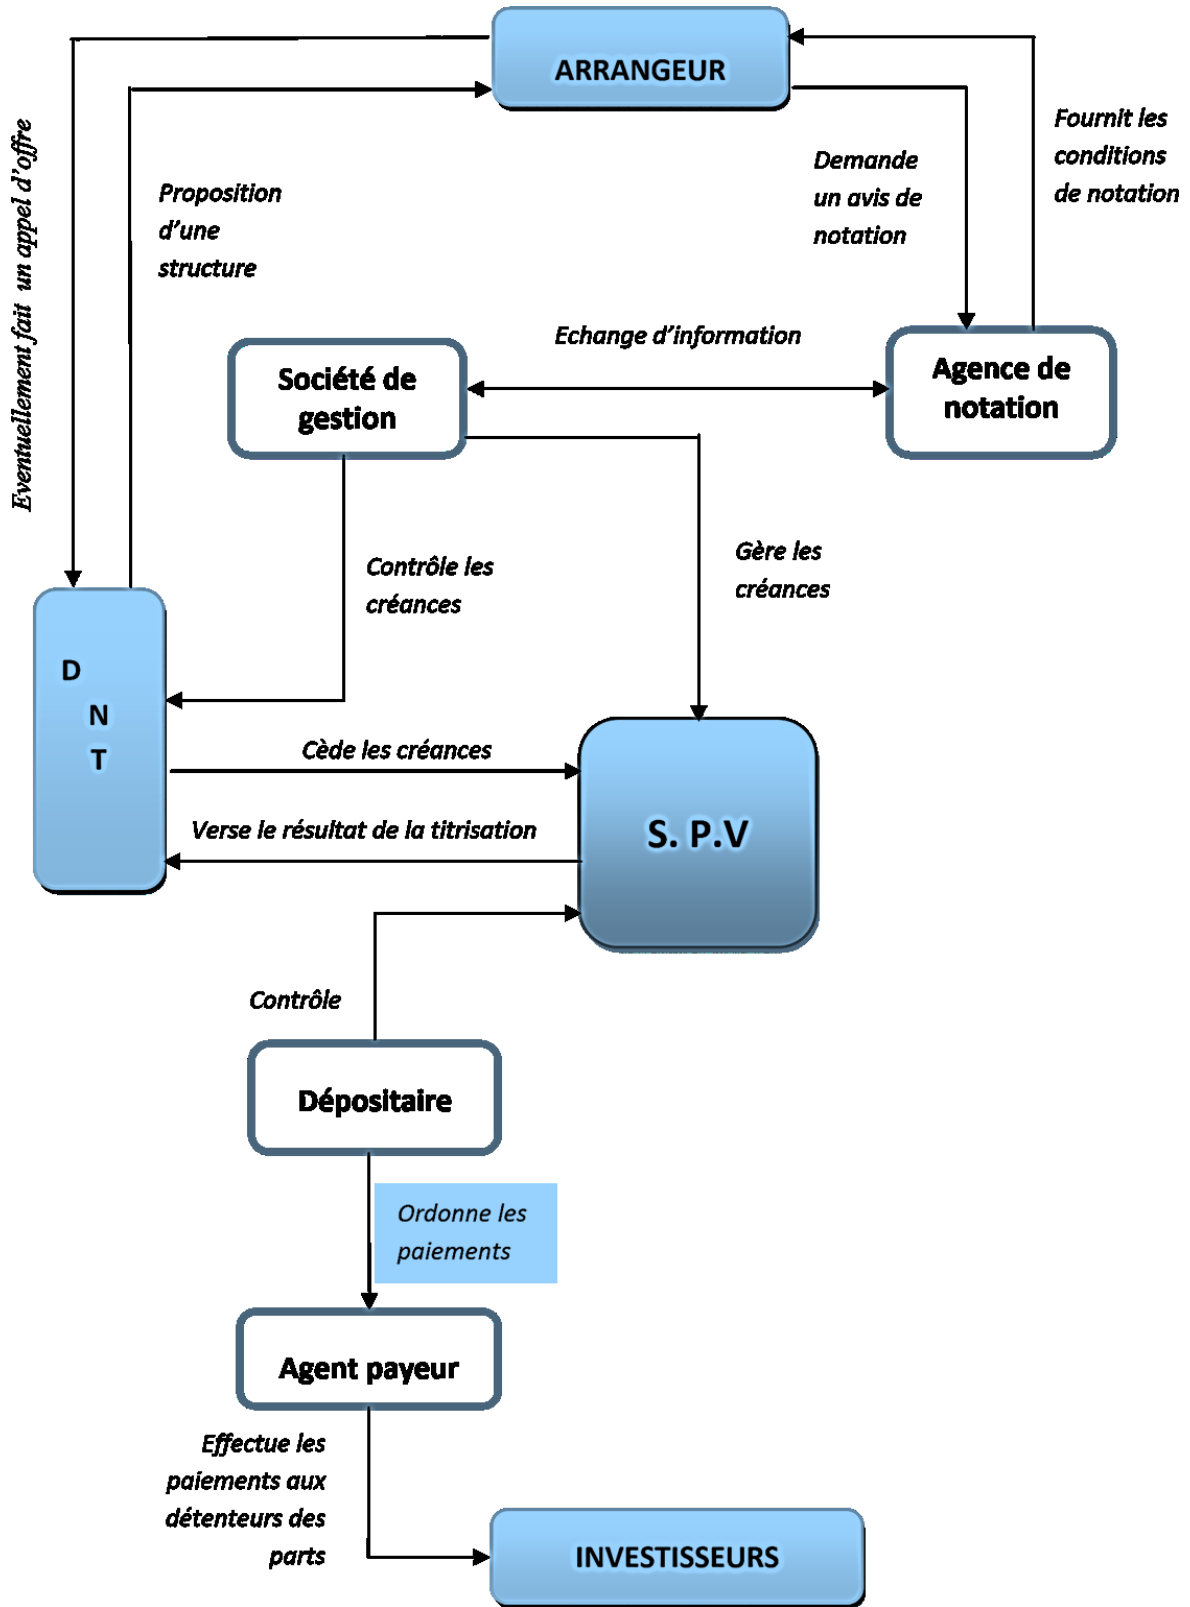 ARRANGEUR
Eventuellement fait un appel d'offre
Proposition
d'une
structure
Demande
un avis de
notation
Fournit les
conditions
de notation
Echange d'information
Société de
gestion
Agence de
notation
Contrôle les
créances
Gère les
créances
D
N
T
Cède les créances
Verse le résultat de la titrisation
S. P.V
Contrôle
Dépositaire
Ordonne les
paiements
Agent payeur
Effectue les
paiements aux
détenteurs des
parts
INVESTISSEURS